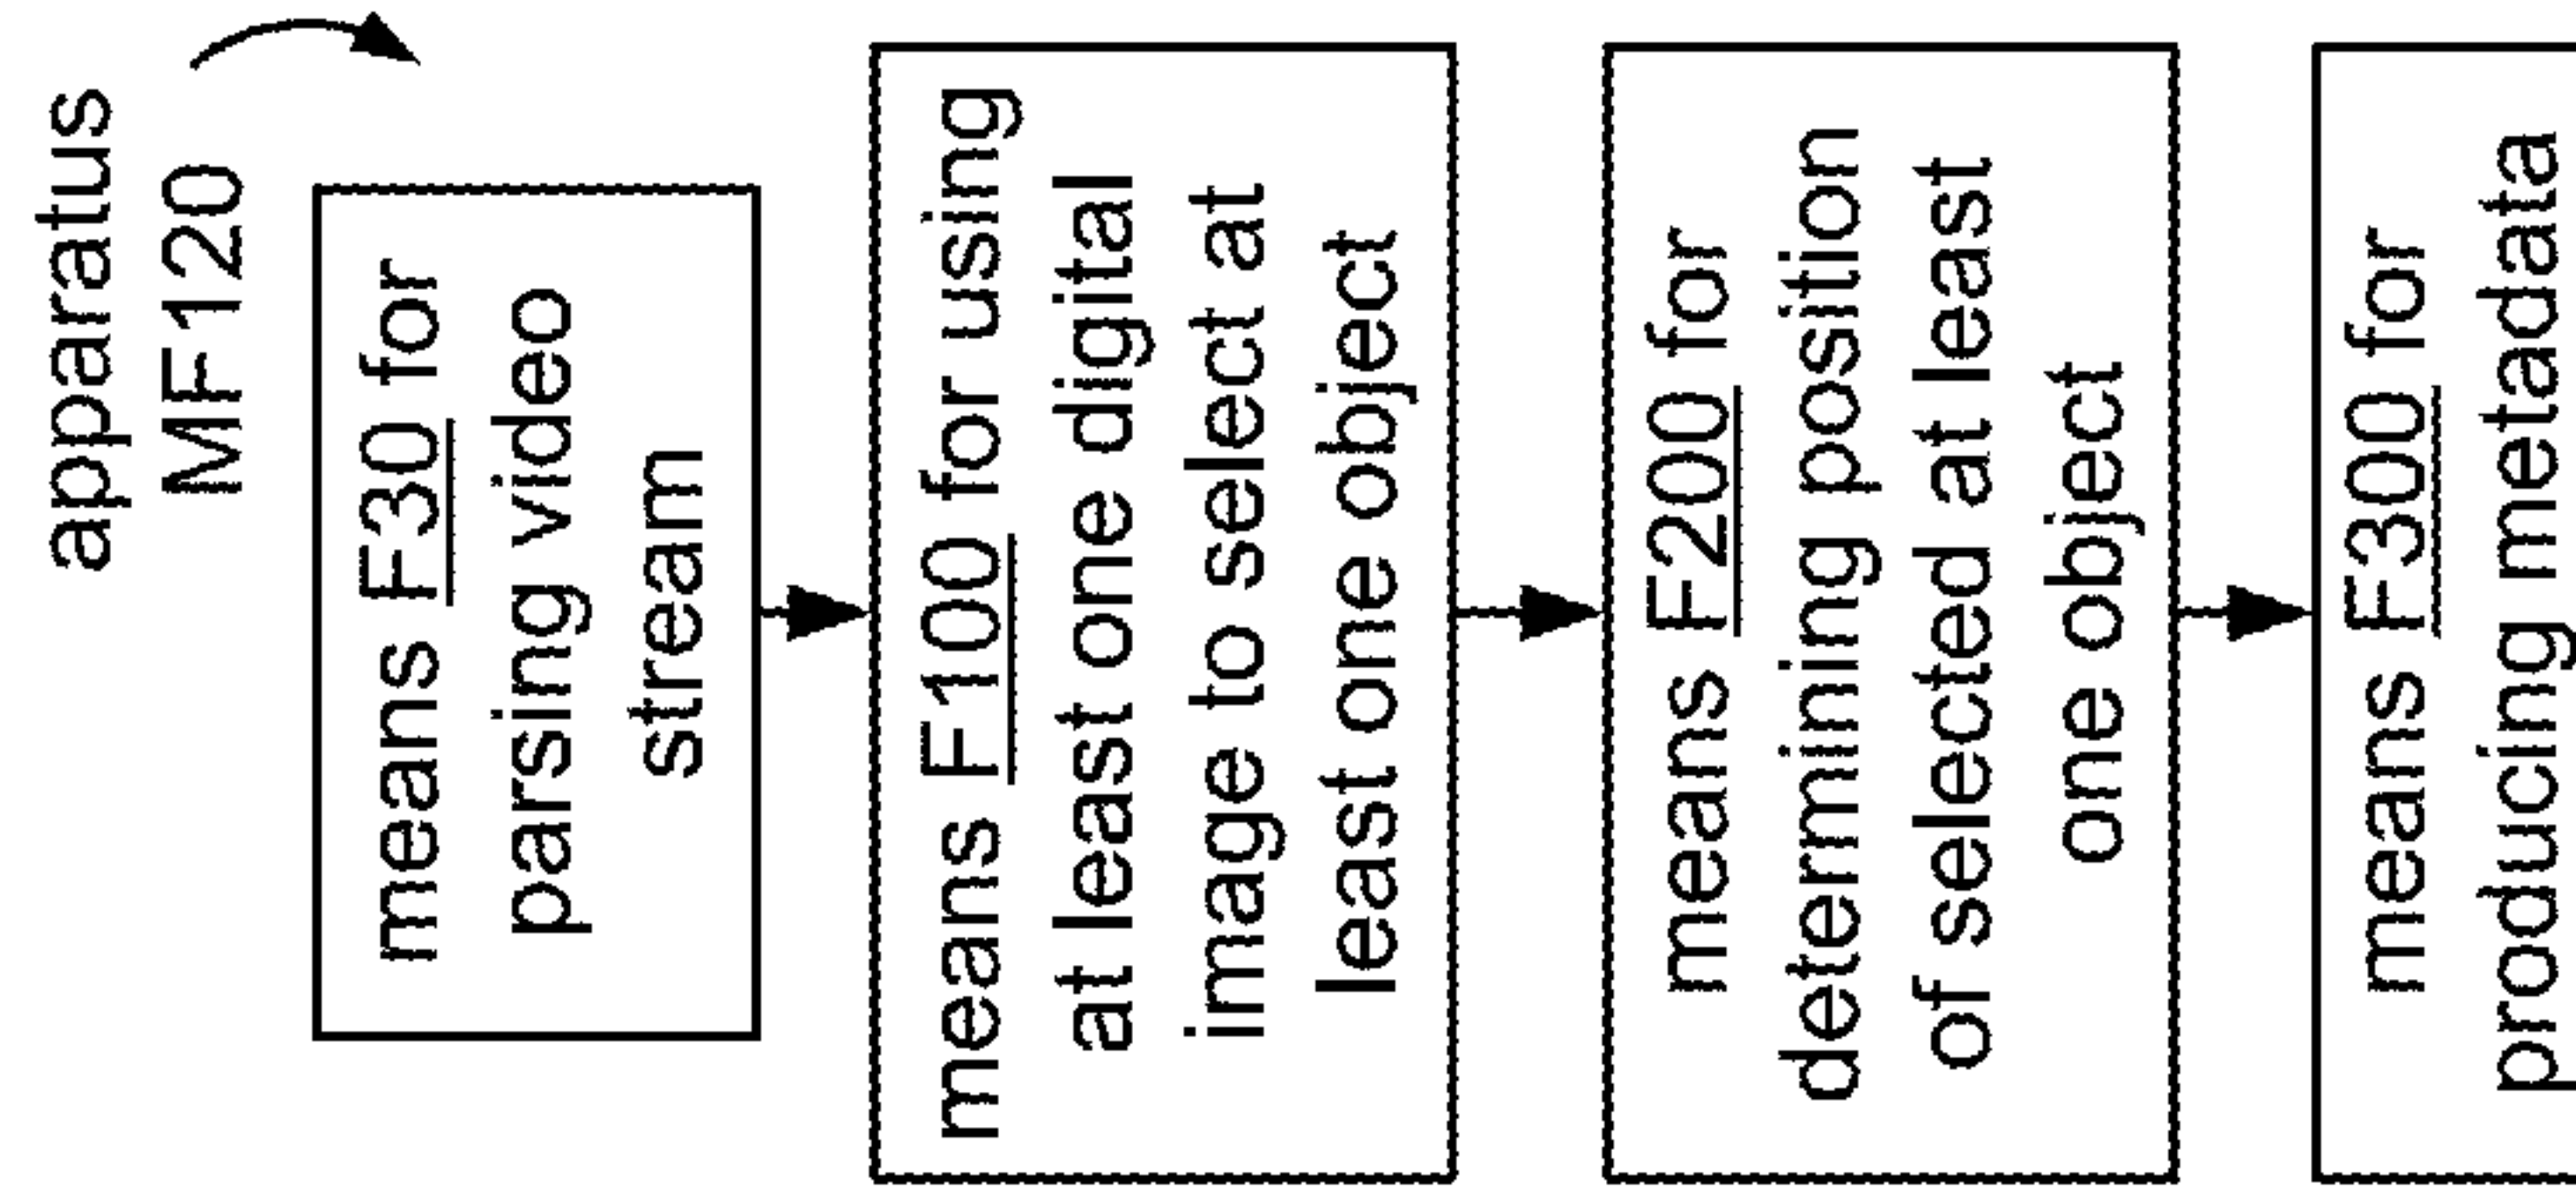 apparatus
MF120
means F30 for
parsing video
stream
means F100 for using
at least one digital
image to select at
least one object
means F200 for
determining position
of selected at least
one object
means F300 for
producing metadata